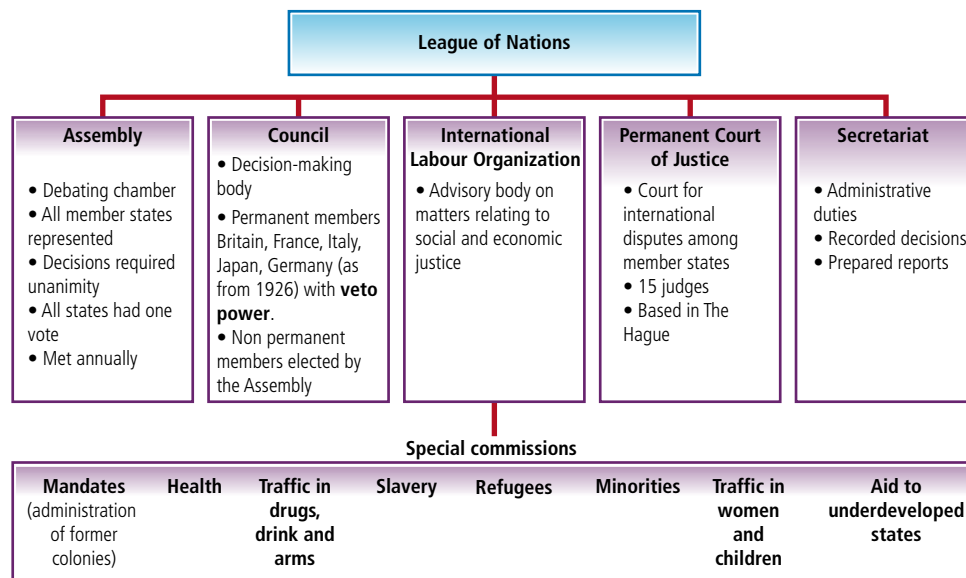 League of Nations
Assembly
• Debating chamber
• All member states
represented
• Decisions required
unanimity
• All states had one
vote
• Met annually
Council
• Decision-making
body
• Permanent members
Britain, France, Italy,
Japan, Germany (as
from 1926) with veto
power.
• Non permanent
members elected by
the Assembly
International
Labour Organization
• Advisory body on
matters relating to
social and economic
justice
Permanent Court
of Justice
• Court for
international
disputes among
member states
• 15 judges
• Based in The
Hague
Secretariat
• Administrative
duties
• Recorded decisions
• Prepared reports
Special commissions
Mandates
(administration
of former
colonies)
Health
Traffic in
drugs,
drink and
arms
Slavery
Refugees
Minorities
Traffic in
women
and
children
Aid to
underdeveloped
states